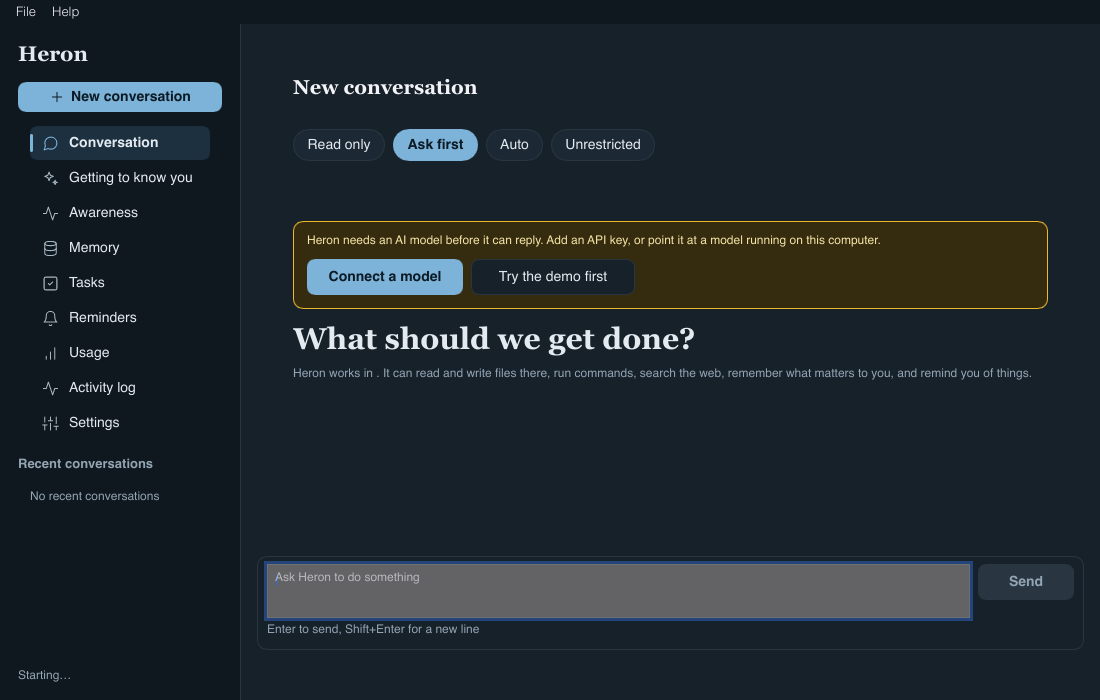 File Help
Heron
New conversation
Conversation
Getting to know you
Awareness
Memory
Tasks
Reminders
Usage
Activity log
Settings
Recent conversations
No recent conversations
Starting…
New conversation
Read only Ask first Auto Unrestricted
Heron needs an AI model before it can reply. Add an API key, or point it at a model running on this computer.
Connect a model Try the demo first
What should we get done?
Heron works in . It can read and write files there, run commands, search the web, remember what matters to you, and remind you of things.
Ask Heron to do something
Send
Enter to send, Shift+Enter for a new line